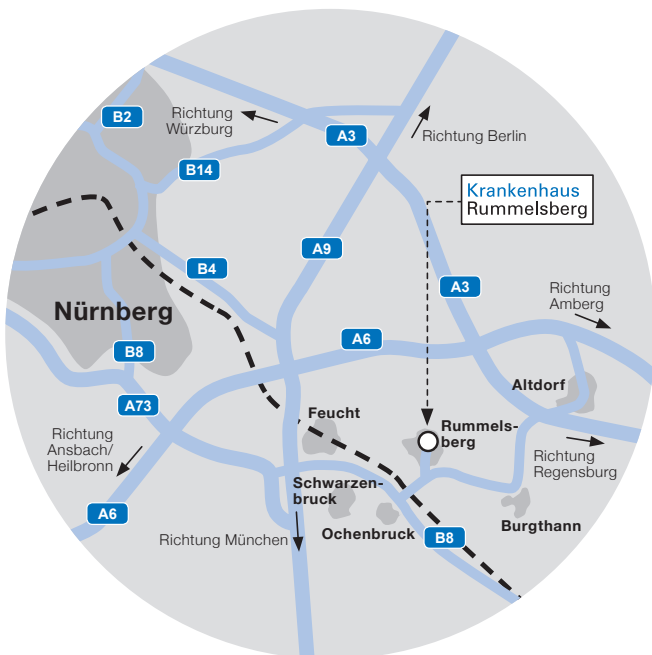 B2
Richtung
Würzburg
A3
Richtung Berlin
B14
Krankenhaus
Rummelsberg
A9
B4
A3
Richtung
Amberg
Nürnberg
A6
B8
Altdorf
A73
Feucht
Rummels-
berg
Richtung
Ansbach/
Heilbronn
Richtung
Regensburg
Schwarzen-
bruck
A6
Richtung München
Ochenbruck
B8
Burgthann